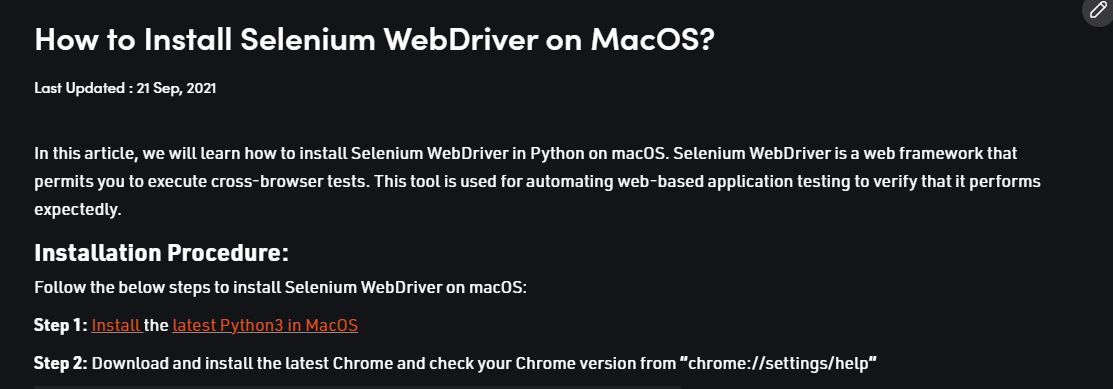 How to Install Selenium WebDriver on MacOS?
Last Updated : 21 Sep, 2021
In this article, we will learn how to install Selenium WebDriver in Python on macOS. Selenium WebDriver is a web framework that
permits you to execute cross-browser tests. This tool is used for automating web-based application testing to verify that it performs
expectedly.
Installation Procedure:
Follow the below steps to install Selenium WebDriver on macOS:
Step 1: Install the latest Python3 in MacOS
Step 2: Download and install the latest Chrome and check your Chrome version from “chrome://settings/help“